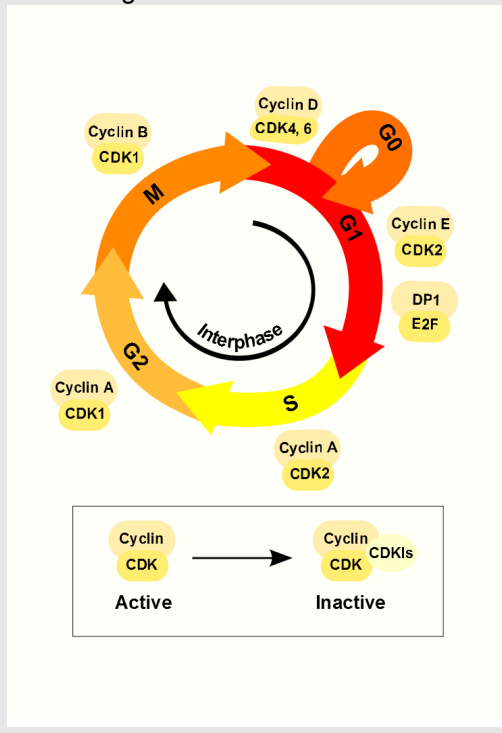 Cyclin D
CDK4, 6
G0
Cyclin B
CDK1
M
G1
Cyclin E
CDK2
DP1
E2F
Interphase
G2
S
Cyclin A
CDK1
Cyclin A
CDK2
Cyclin
CDK
Active
Cyclin
CDK
CDKIs
Inactive